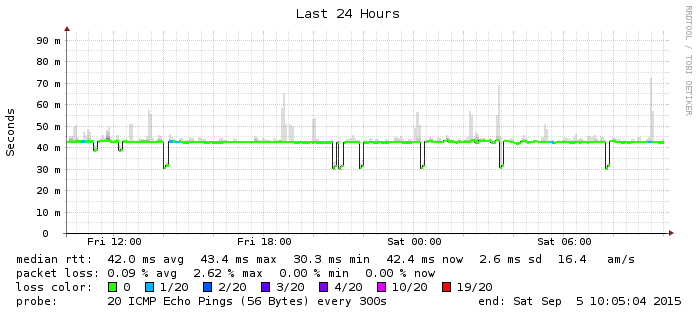 Last 24 Hours
RRDTOOL / TOBI OETIKER
Seconds
90 m
80 m
70 m
60 m
50 m
40 m
30 m
20 m
10 m
0
Fri 12:00 Fri 18:00 Sat 00:00 Sat 06:00
median rtt: 42.0 ms avg 43.4 ms max 30.3 ms min 42.4 ms now 2.6 ms sd 16.4 am/s
packet loss: 0.09 % avg 2.62 % max 0.00 % min 0.00 % now
loss color: 0 1/20 2/20 3/20 4/20 10/20 19/20
probe: 20 ICMP Echo Pings (56 Bytes) every 300s end: Sat Sep 5 10:05:04 2015